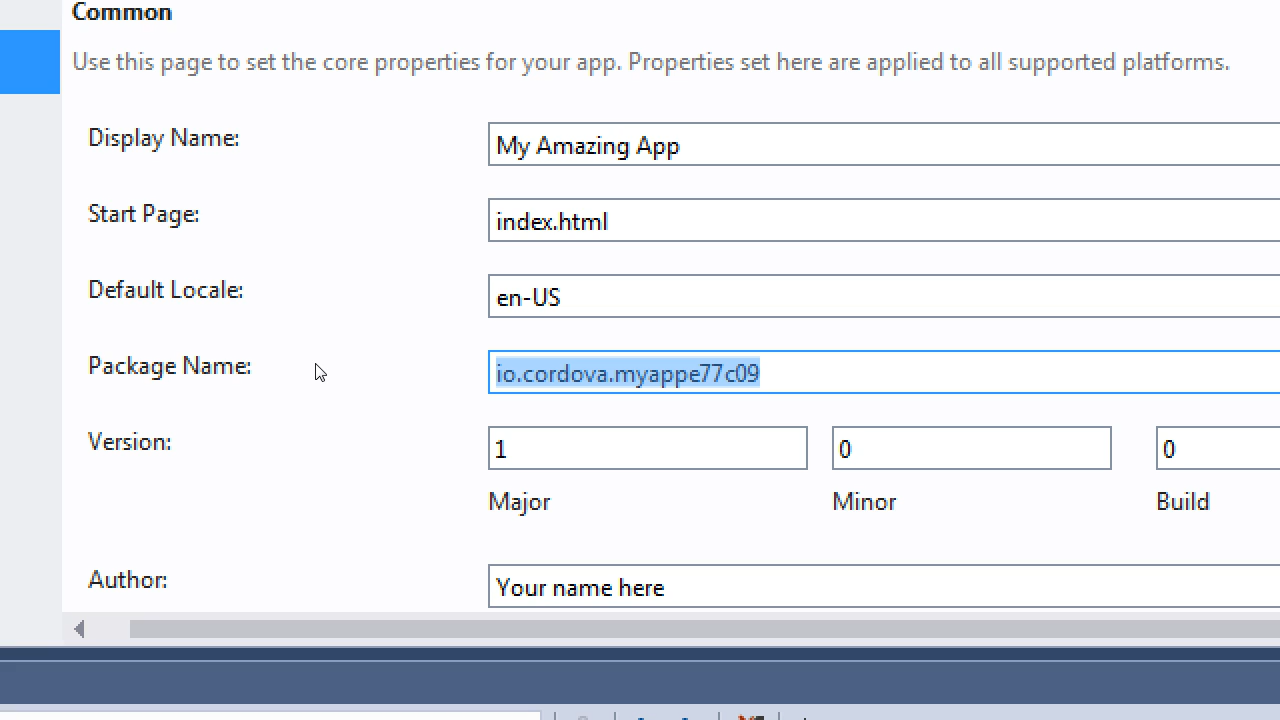 Common
Use this page to set the core properties for your app. Properties set here are applied to all supported platforms.
Display Name: My Amazing App
Start Page: index.html
Default Locale: en-US
Package Name: io.cordova.myappe77c09
Version: 1 0 0
Major Minor Build
Author: Your name here